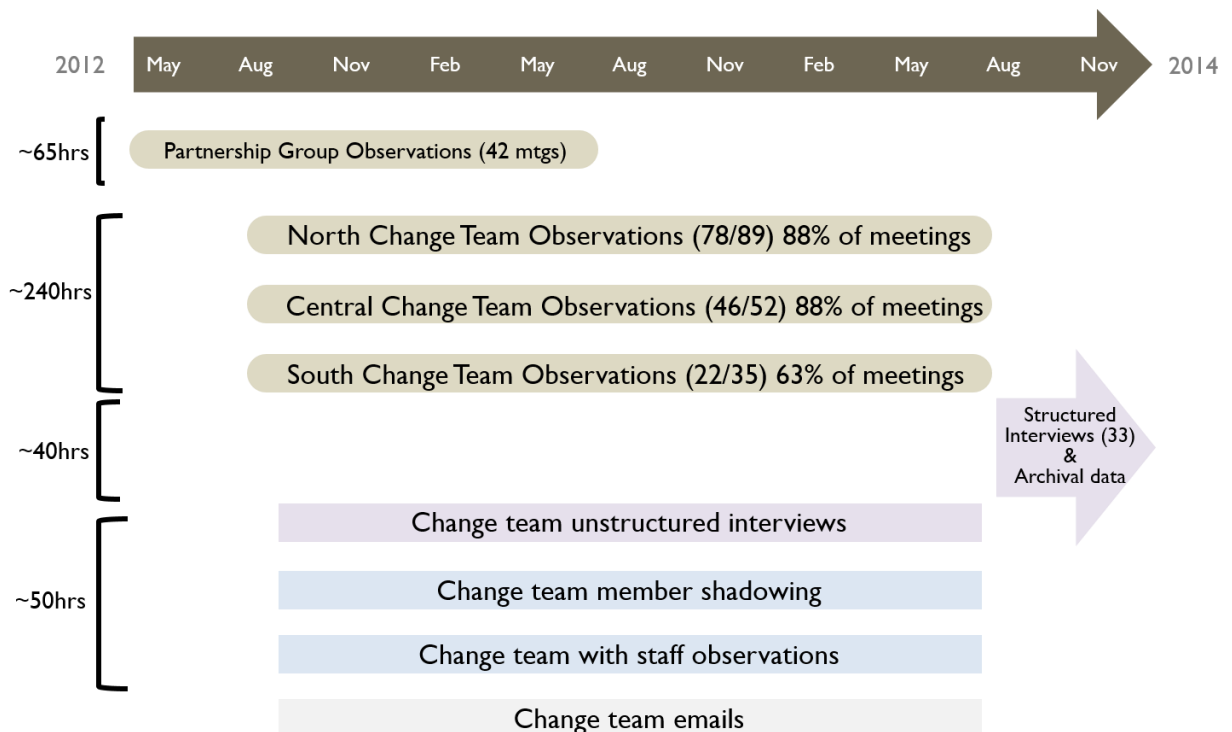 2012 May Aug Nov Feb May Aug Nov Feb May Aug Nov 2014
~65hrs
Partnership Group Observations (42 mtgs)
North Change Team Observations (78/89) 88% of meetings
~240hrs
Central Change Team Observations (46/52) 88% of meetings
South Change Team Observations (22/35) 63% of meetings
~40hrs
Structured
Interviews (33)
&
Archival data
Change team unstructured interviews
~50hrs
Change team member shadowing
Change team with staff observations
Change team emails